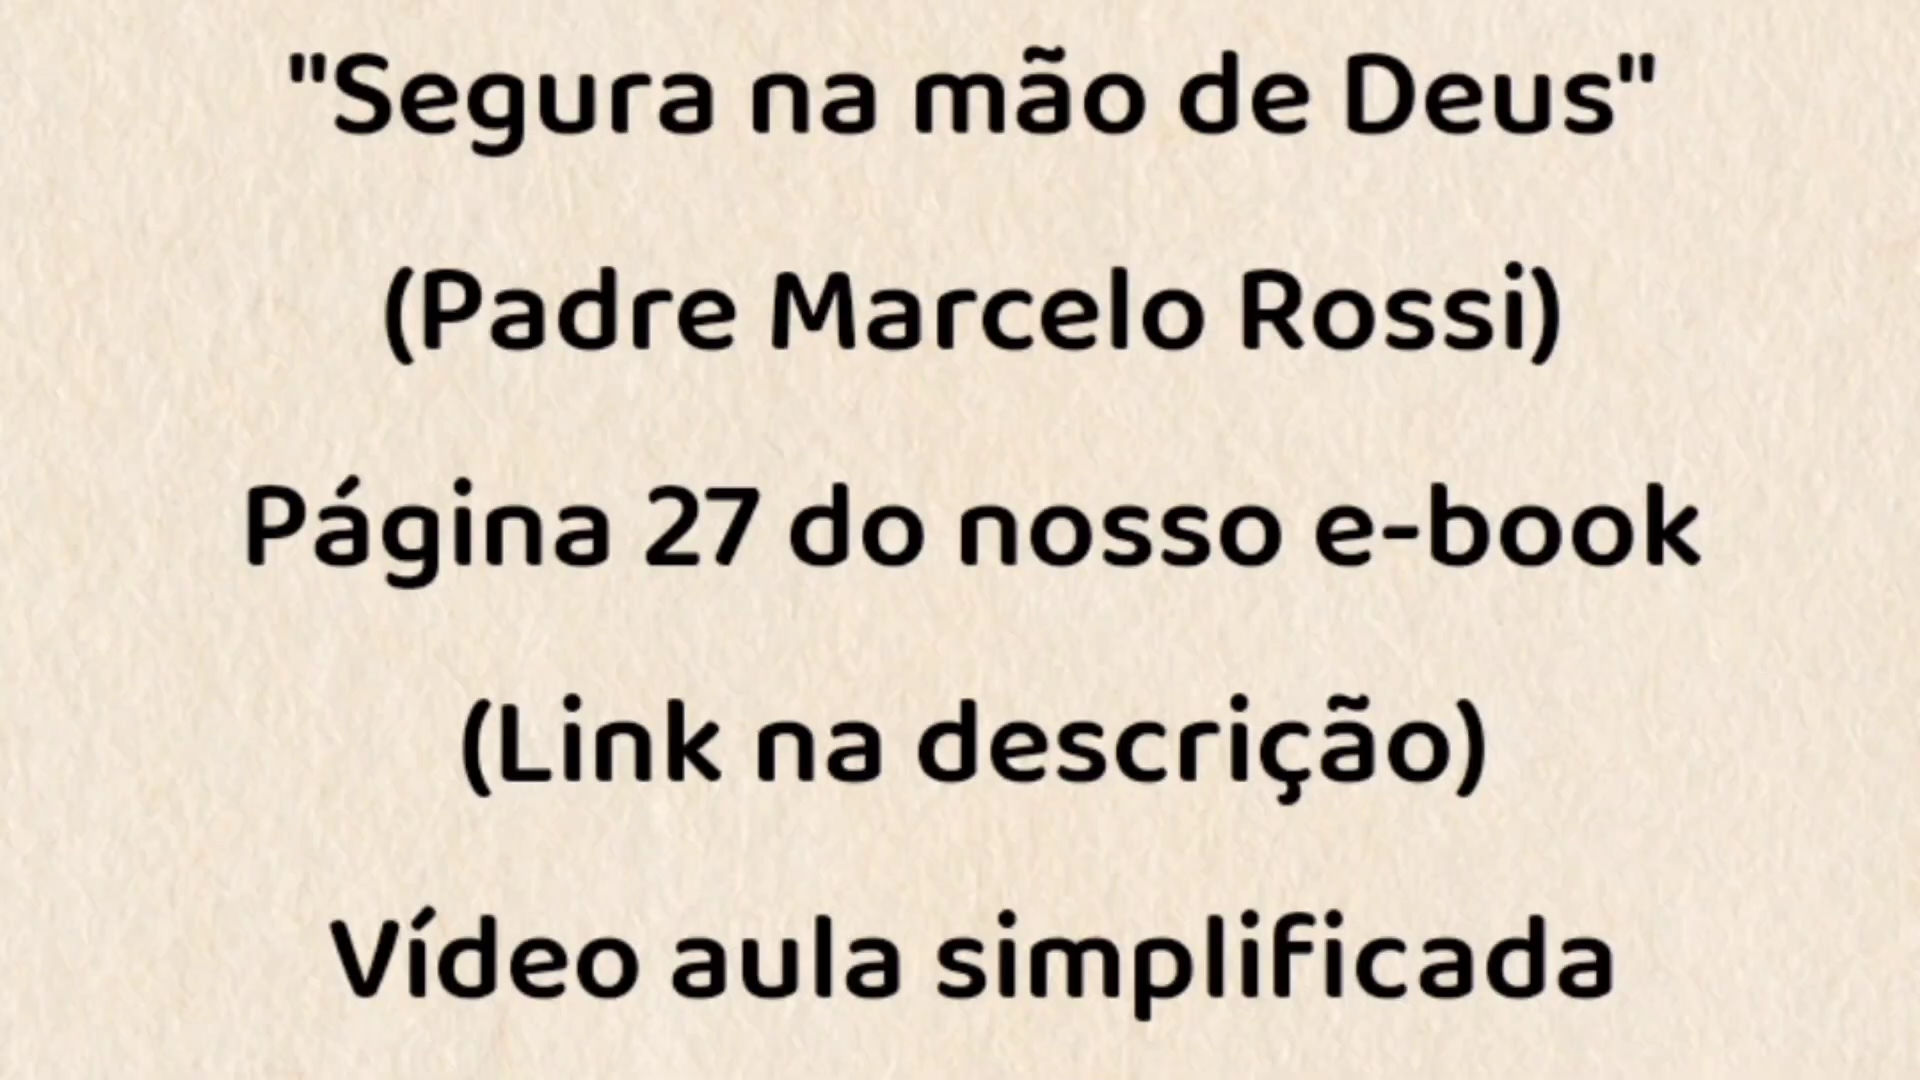 "Segura na mão de Deus"
(Padre Marcelo Rossi)
Página 27 do nosso e-book
(Link na descrição)
Vídeo aula simplificada